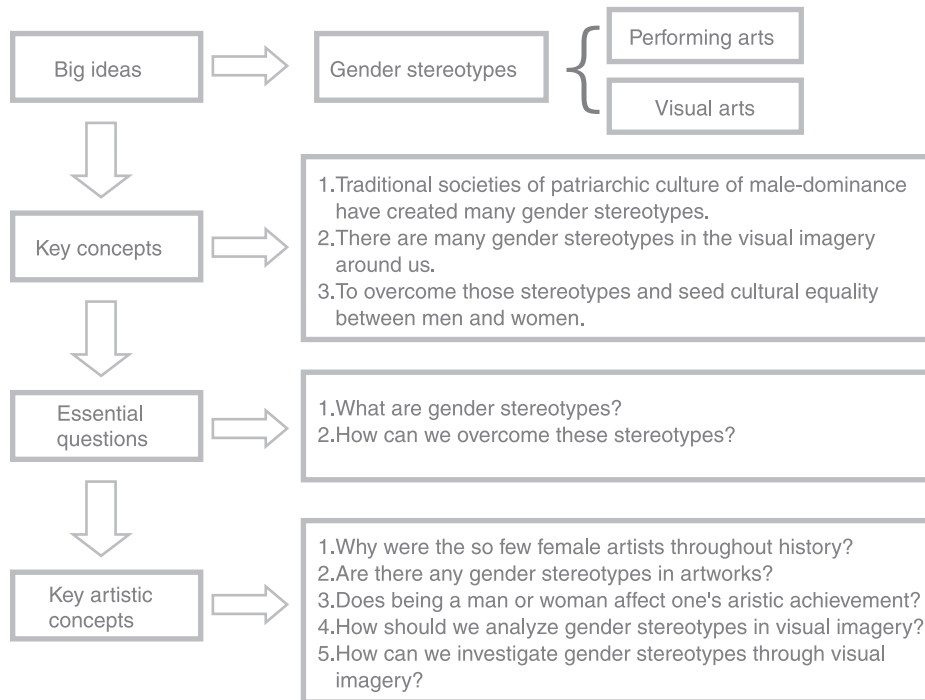 Big ideas
Gender stereotypes
Performing arts
Visual arts
Key concepts
1.Traditional societies of patriarchic culture of male-dominance
have created many gender stereotypes.
2.There are many gender stereotypes in the visual imagery
around us.
3.To overcome those stereotypes and seed cultural equality
between men and women.
Essential
questions
1.What are gender stereotypes?
2.How can we overcome these stereotypes?
Key artistic
concepts
1.Why were the so few female artists throughout history?
2.Are there any gender stereotypes in artworks?
3.Does being a man or woman affect one's aristic achievement?
4.How should we analyze gender stereotypes in visual imagery?
5.How can we investigate gender stereotypes through visual
imagery?